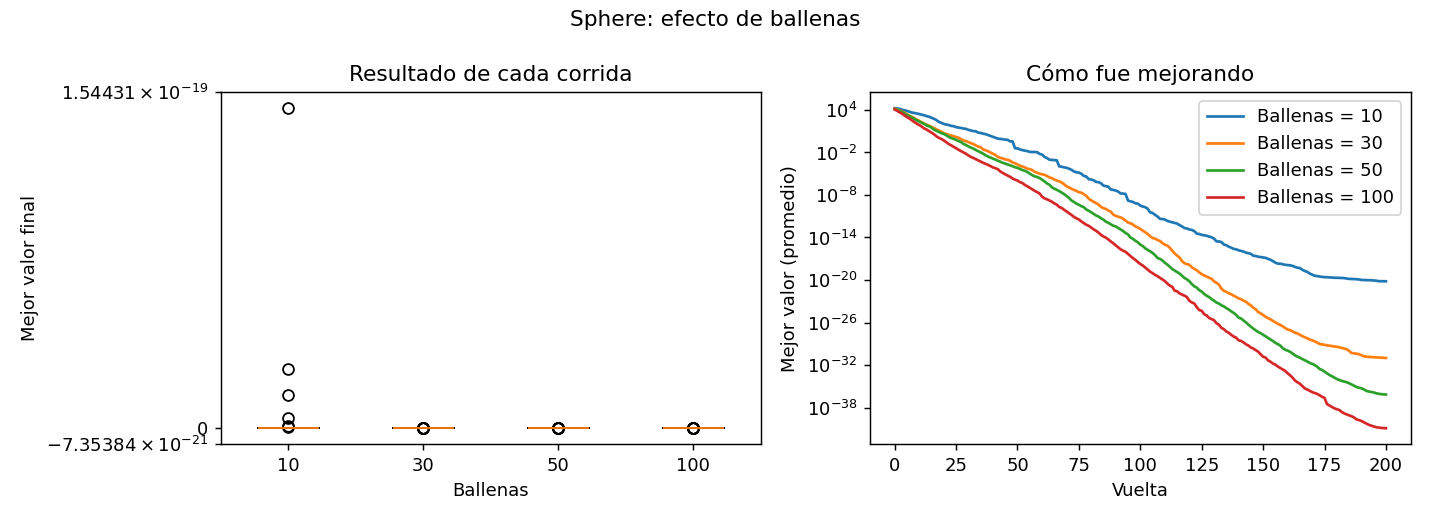 Sphere: efecto de ballenas
Resultado de cada corrida
Mejor valor final
1.54431 × 10⁻¹⁹
0
−7.35384 × 10⁻²¹
10 30 50 100
Ballenas
Cómo fue mejorando
Mejor valor (promedio)
10⁴
10⁻²
10⁻⁸
10⁻¹⁴
10⁻²⁰
10⁻²⁶
10⁻³²
10⁻³⁸
Ballenas = 10
Ballenas = 30
Ballenas = 50
Ballenas = 100
0 25 50 75 100 125 150 175 200
Vuelta